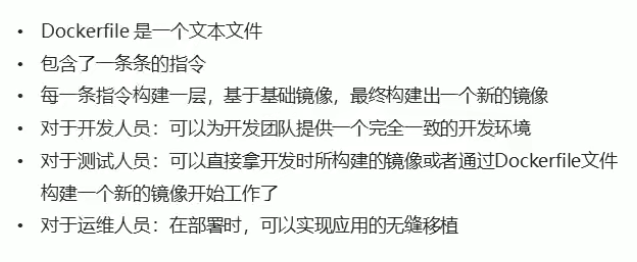 • Dockerfile 是一个文本文件
• 包含了一条条的指令
• 每一条指令构建一层，基于基础镜像，最终构建出一个新的镜像
• 对于开发人员：可以为开发团队提供一个完全一致的开发环境
• 对于测试人员：可以直接拿开发时所构建的镜像或者通过Dockerfile文件
构建一个新的镜像开始工作了
• 对于运维人员：在部署时，可以实现应用的无缝移植